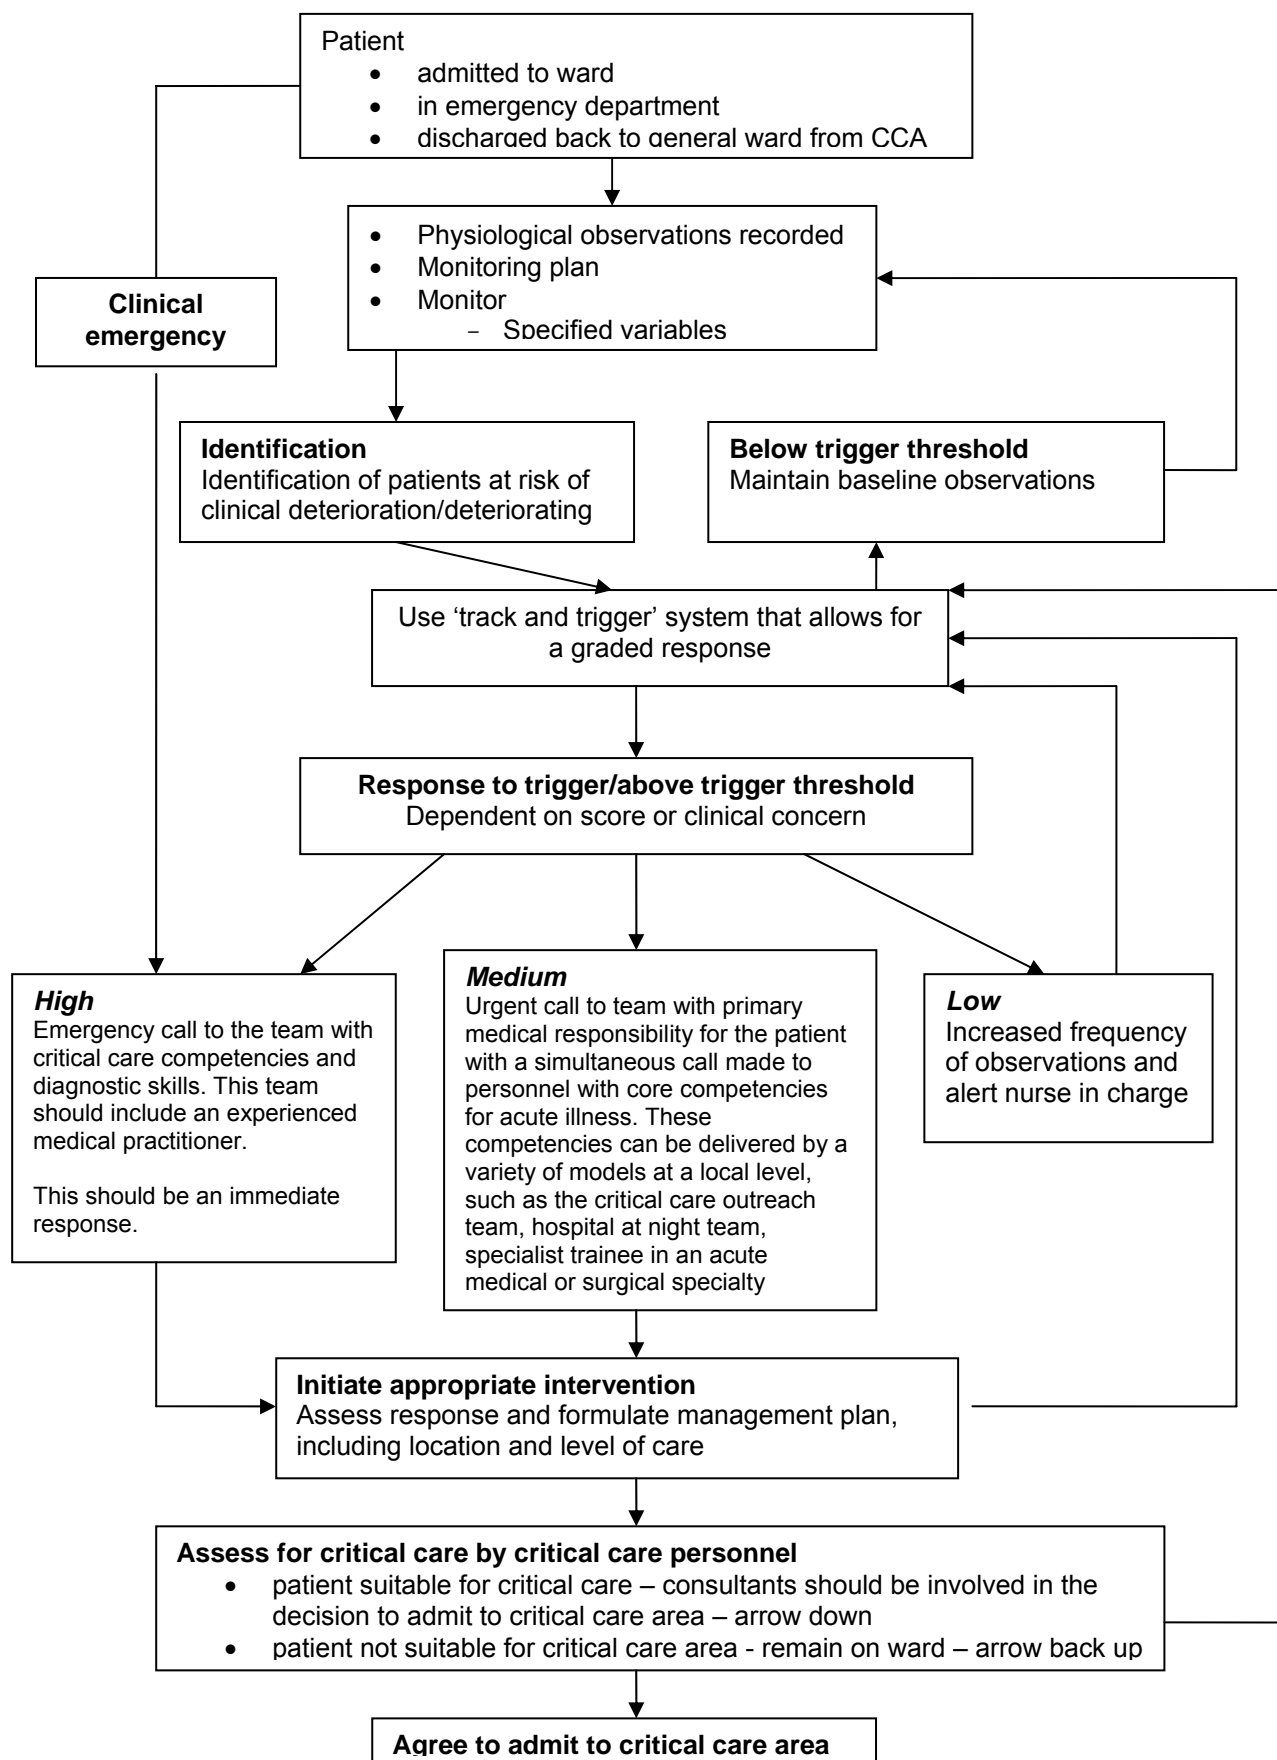 Patient
• admitted to ward
• in emergency department
• discharged back to general ward from CCA
• Physiological observations recorded
• Monitoring plan
• Monitor
- Specified variables
Clinical
emergency
Identification
Identification of patients at risk of
clinical deterioration/deteriorating
Below trigger threshold
Maintain baseline observations
Use ‘track and trigger’ system that allows for
a graded response
Response to trigger/above trigger threshold
Dependent on score or clinical concern
High
Emergency call to the team with
critical care competencies and
diagnostic skills. This team
should include an experienced
medical practitioner.
This should be an immediate
response.
Medium
Urgent call to team with primary
medical responsibility for the patient
with a simultaneous call made to
personnel with core competencies
for acute illness. These
competencies can be delivered by a
variety of models at a local level,
such as the critical care outreach
team, hospital at night team,
specialist trainee in an acute
medical or surgical specialty
Low
Increased frequency
of observations and
alert nurse in charge
Initiate appropriate intervention
Assess response and formulate management plan,
including location and level of care
Assess for critical care by critical care personnel
• patient suitable for critical care – consultants should be involved in the
decision to admit to critical care area – arrow down
• patient not suitable for critical care area - remain on ward – arrow back up
Agree to admit to critical care area